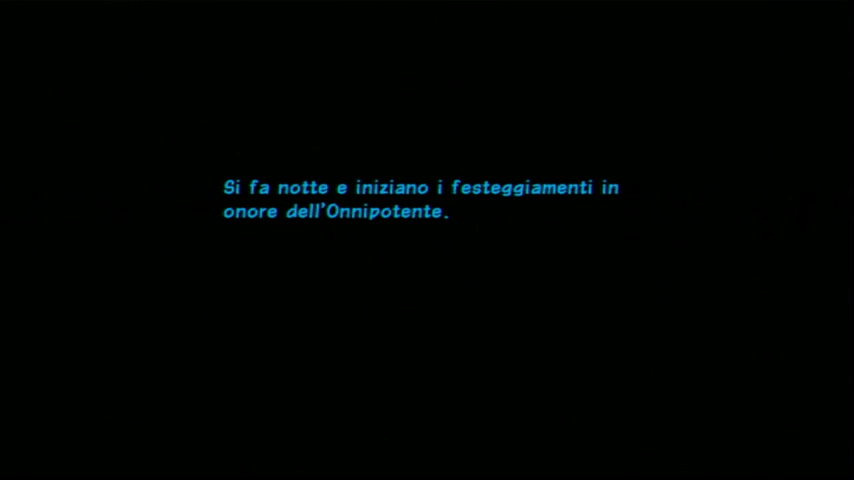 Si fa notte e iniziano i festeggiamenti in
onore dell'Onnipotente.